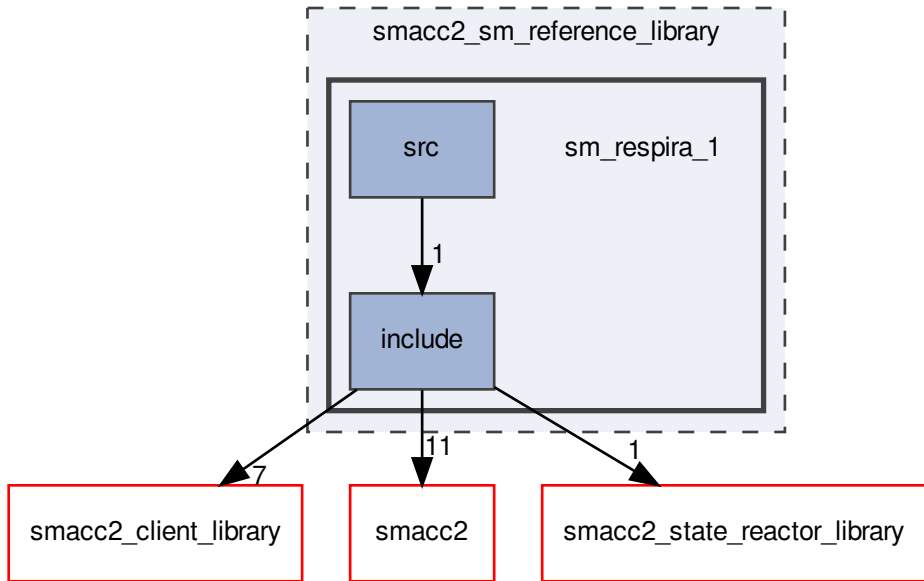 smacc2_sm_reference_library
src
sm_respira_1
1
include
7
11
1
smacc2_client_library
smacc2
smacc2_state_reactor_library